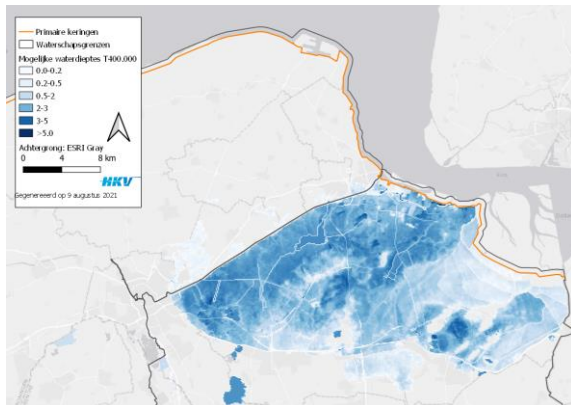 Primaire keringen
Waterschapsgrenzen
Mogelijke waterdieptes T400.000
0.0-0.2
0.2-0.5
0.5-2
2-3
3-5
>5.0
Achtergrong: ESRI Gray
0 4 8 km
HKV
Gegenereerd op 9 augustus 2021